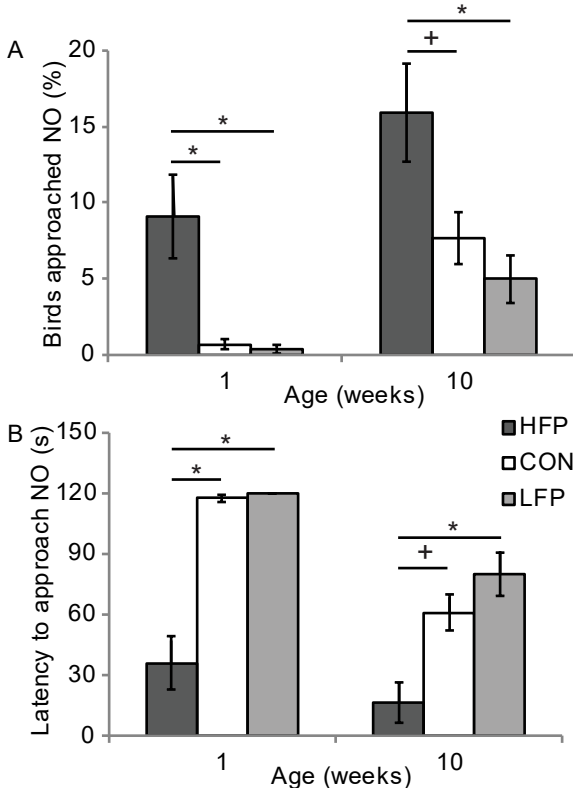 A
Birds approached NO (%)
20
15
10
5
0
*
*
*
+
1
10
Age (weeks)
B
Latency to approach NO (s)
150
120
90
60
30
0
*
*
*
+
HFP
CON
LFP
1
10
Age (weeks)